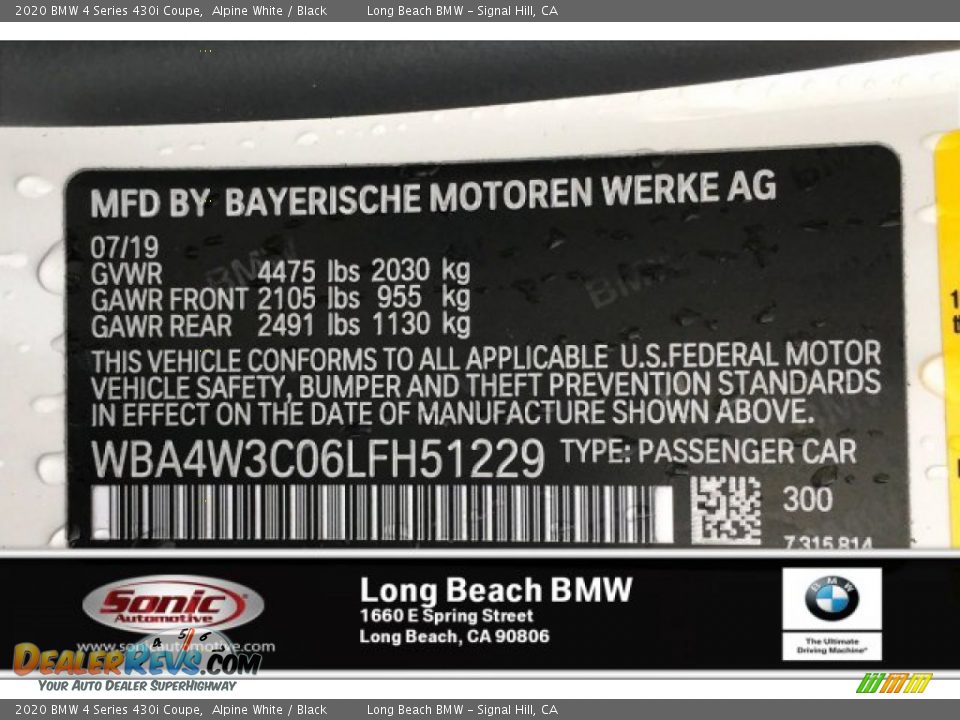 2020 BMW 4 Series 430i Coupe, Alpine White / Black Long Beach BMW - Signal Hill, CA
MFD BY BAYERISCHE MOTOREN WERKE AG
07/19
GVWR 4475 lbs 2030 kg
GAWR FRONT 2105 lbs 955 kg
GAWR REAR 2491 lbs 1130 kg
THIS VEHICLE CONFORMS TO ALL APPLICABLE U.S.FEDERAL MOTOR
VEHICLE SAFETY, BUMPER AND THEFT PREVENTION STANDARDS
IN EFFECT ON THE DATE OF MANUFACTURE SHOWN ABOVE.
WBA4W3C06LFH51229 TYPE: PASSENGER CAR
300
7 315 814
Sonic
Automotive
www.sonicautomotive.com
Long Beach BMW
1660 E Spring Street
Long Beach, CA 90806
BMW
The Ultimate
Driving Machine®
4 5 6
DEALERREVS.COM
YOUR AUTO DEALER SUPERHIGHWAY
2020 BMW 4 Series 430i Coupe, Alpine White / Black Long Beach BMW - Signal Hill, CA